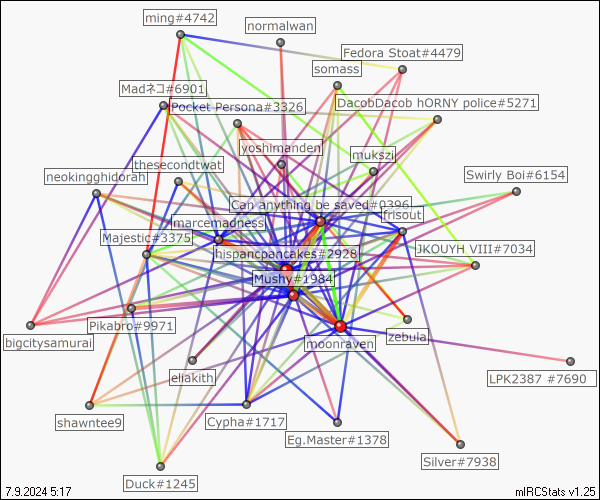 ming#4742
normalwan
Fedora Stoat#4479
somass
Madネコ#6901
Pocket Persona#3326
DacobDacob hORNY police#5271
yoshimanden
mukszi
thesecondtwat
neokingghidorah
Swirly Boi#6154
Can anything be saved#0396
frisout
marcemadness
Majestic#3375
JKOUYH VIII#7034
hispancpancakes#2928
Mushy#1984
Pikabro#9971
bigcitysamurai
moonraven
zebula
eliakith
LPK2387 #7690
shawntee9
Cypha#1717
Eg.Master#1378
Silver#7938
Duck#1245
7.9.2024 5:17
mIRCStats v1.25